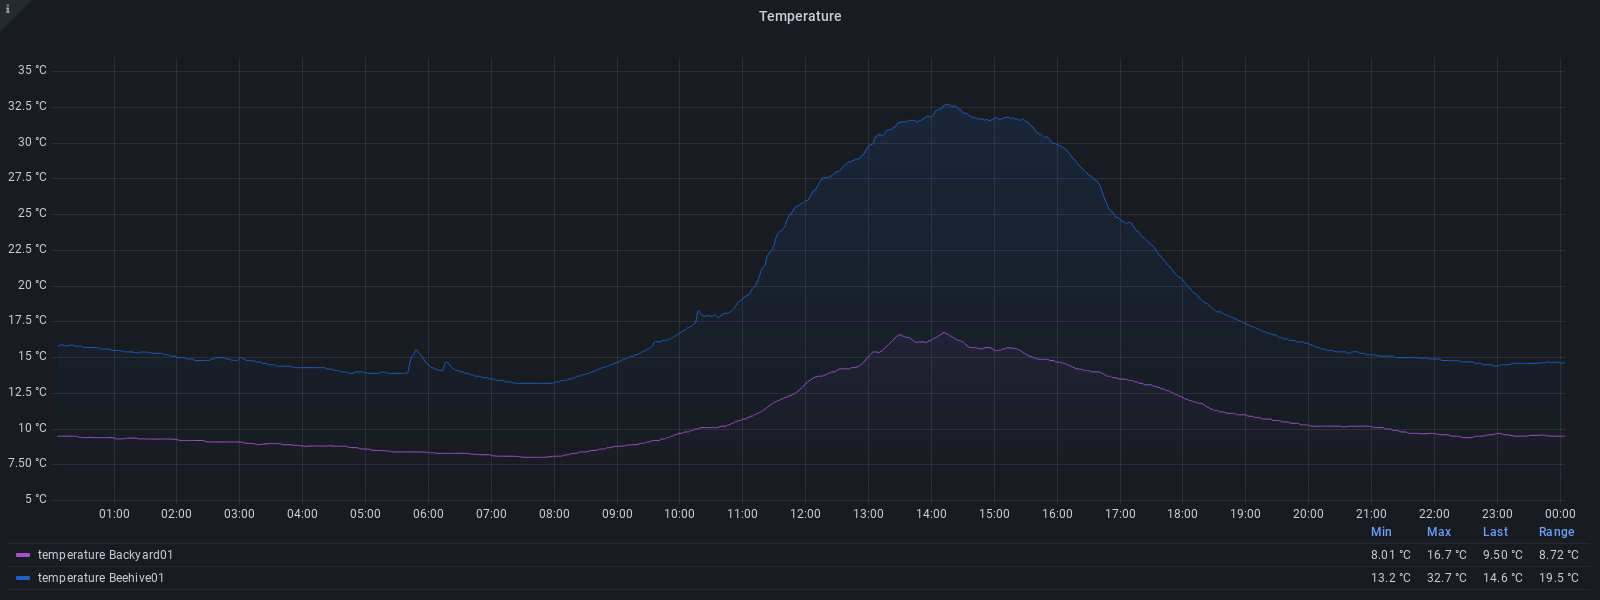 i
Temperature
35 °C
32.5 °C
30 °C
27.5 °C
25 °C
22.5 °C
20 °C
17.5 °C
15 °C
12.5 °C
10 °C
7.50 °C
5 °C
01:00 02:00 03:00 04:00 05:00 06:00 07:00 08:00 09:00 10:00 11:00 12:00 13:00 14:00 15:00 16:00 17:00 18:00 19:00 20:00 21:00 22:00 23:00 00:00
Min Max Last Range
temperature Backyard01 8.01 °C 16.7 °C 9.50 °C 8.72 °C
temperature Beehive01 13.2 °C 32.7 °C 14.6 °C 19.5 °C